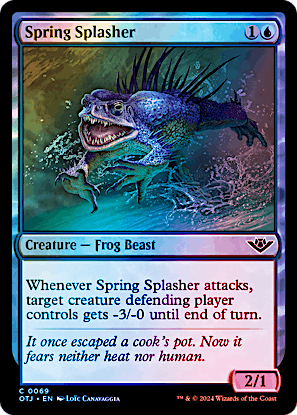 Spring Splasher 1
Creature — Frog Beast
Whenever Spring Splasher attacks,
target creature defending player
controls gets -3/-0 until end of turn.
It once escaped a cook's pot. Now it
fears neither heat nor human.
2/1
C 0069
OTJ • EN Loïc Canavaggia ™ & © 2024 Wizards of the Coast